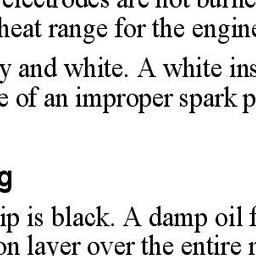 electrodes are not burne
heat range for the engine
y and white. A white ins
e of an improper spark p
g
ip is black. A damp oil f
on layer over the entire